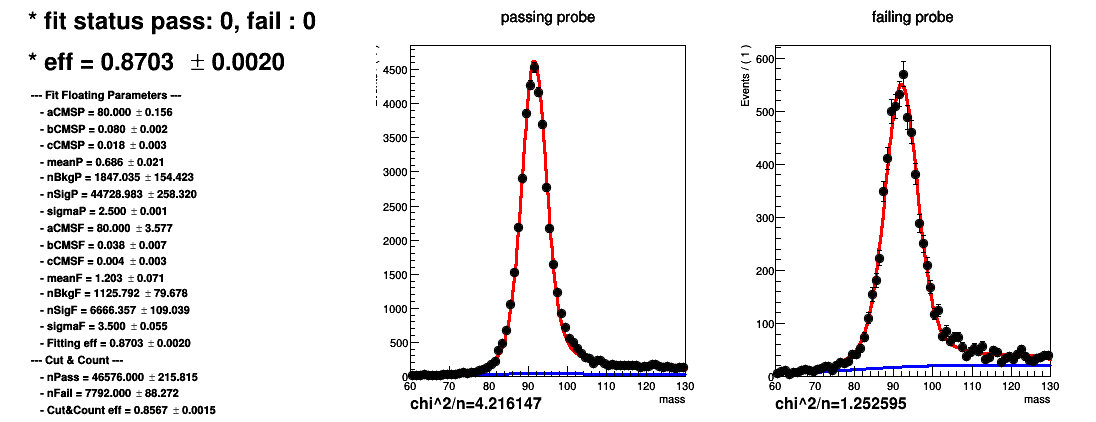 * fit status pass: 0, fail : 0
* eff = 0.8703 ± 0.0020
--- Fit Floating Parameters ---
- aCMSP = 80.000 ± 0.156
- bCMSP = 0.080 ± 0.002
- cCMSP = 0.018 ± 0.003
- meanP = 0.686 ± 0.021
- nBkgP = 1847.035 ± 154.423
- nSigP = 44728.983 ± 258.320
- sigmaP = 2.500 ± 0.001
- aCMSF = 80.000 ± 3.577
- bCMSF = 0.038 ± 0.007
- cCMSF = 0.004 ± 0.003
- meanF = 1.203 ± 0.071
- nBkgF = 1125.792 ± 79.678
- nSigF = 6666.357 ± 109.039
- sigmaF = 3.500 ± 0.055
- Fitting eff = 0.8703 ± 0.0020
--- Cut & Count ---
- nPass = 46576.000 ± 215.815
- nFail = 7792.000 ± 88.272
- Cut&Count eff = 0.8567 ± 0.0015
passing probe
4500
4000
3500
3000
2500
2000
1500
1000
500
0
60 70 80 90 100 110 120 130
mass
chi^2/n=4.216147
failing probe
Events / ( 1 )
600
500
400
300
200
100
0
60 70 80 90 100 110 120 130
mass
chi^2/n=1.252595